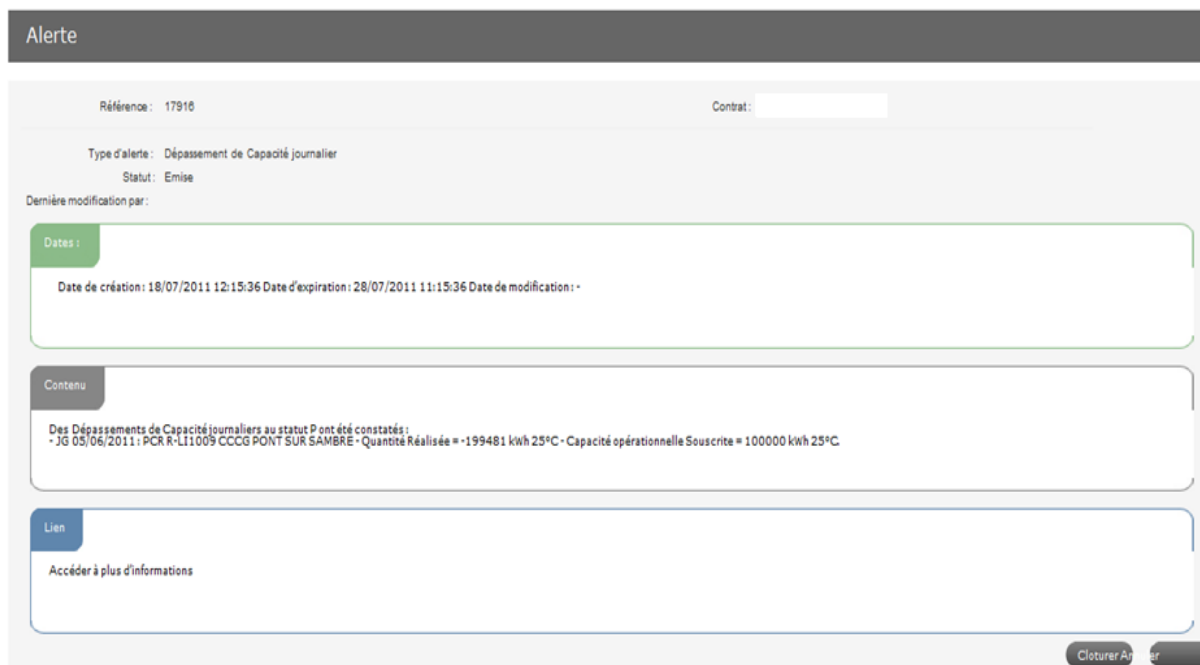 Alerte
Référence : 17916 Contrat :
Type d'alerte : Dépassement de Capacité journalier
Statut : Emise
Dernière modification par :
Dates :
Date de création : 18/07/2011 12:15:36 Date d'expiration : 28/07/2011 11:15:36 Date de modification : -
Contenu
Des Dépassements de Capacité journaliers au statut P ont été constatés :
- JG 05/06/2011 : PCR R-LI1009 CCCG PONT SUR SAMBRE - Quantité Réalisée = -199481 kWh 25°C - Capacité opérationnelle Souscrite = 100000 kWh 25°C.
Lien
Accéder à plus d'informations
Cloturer